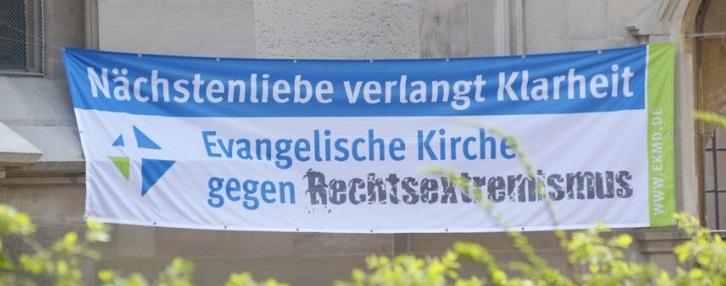 Nächstenliebe verlangt Klarheit
Evangelische Kirche
gegen Rechtsextremismus
WWW.EKMD.DE